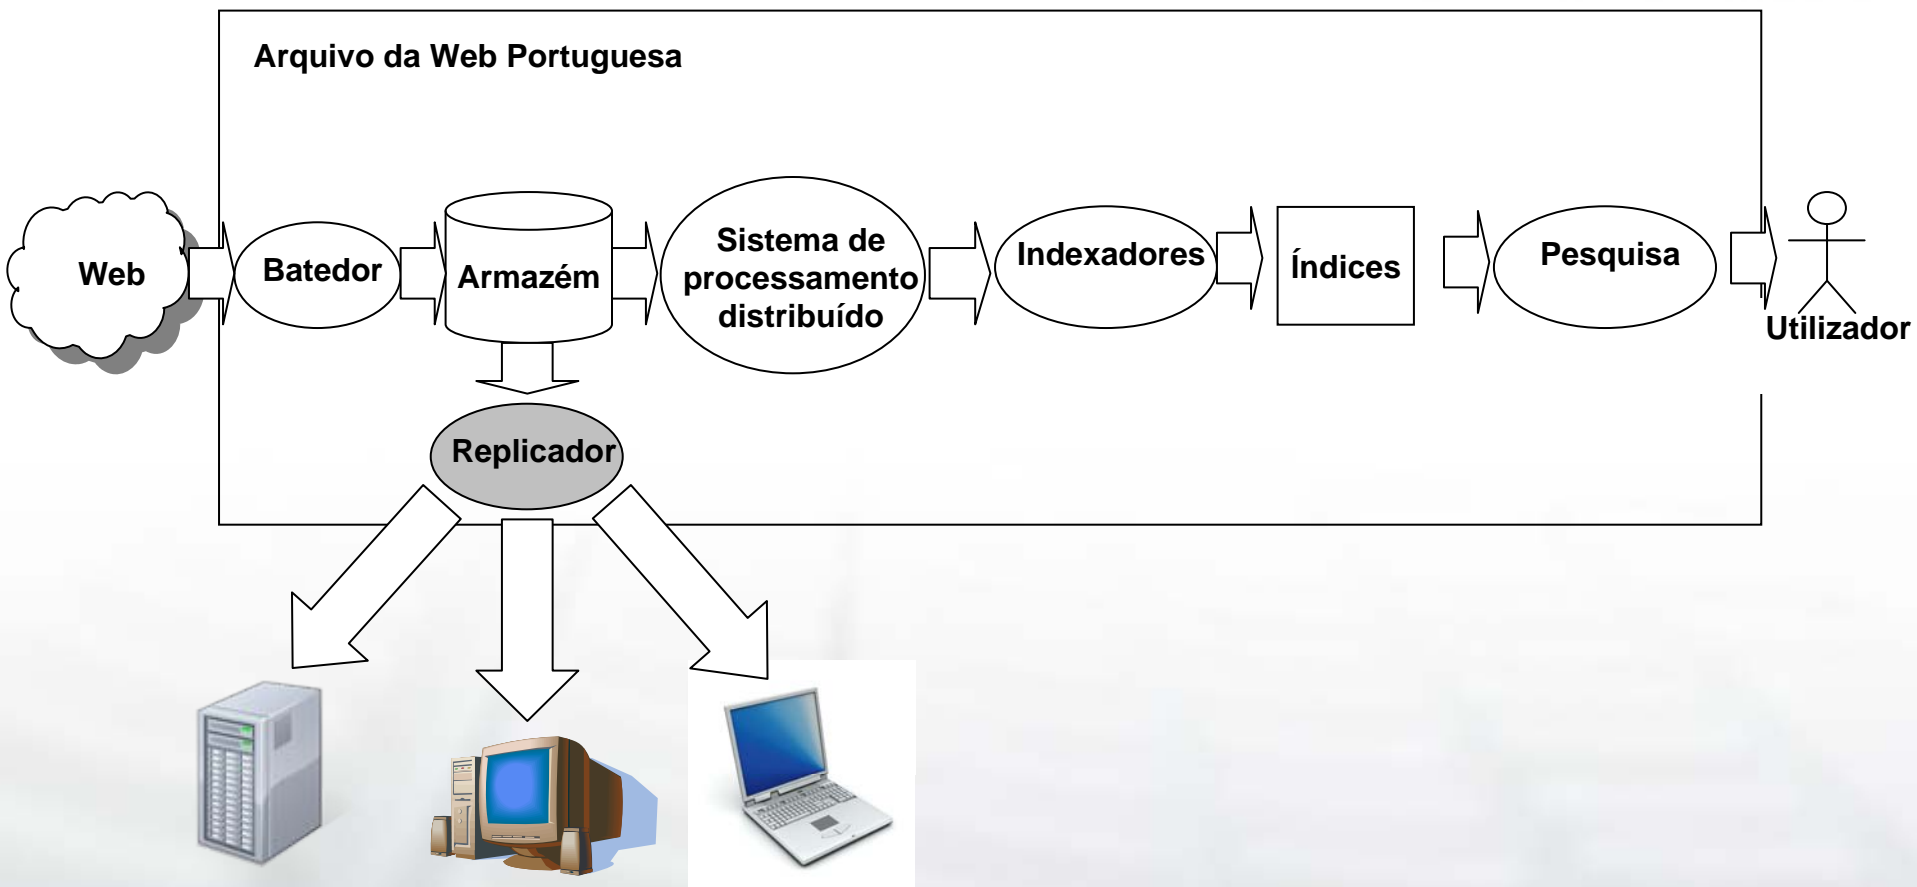 Arquivo da Web Portuguesa
Web
Batedor
Armazém
Sistema de
processamento
distribuído
Indexadores
Índices
Pesquisa
Utilizador
Replicador